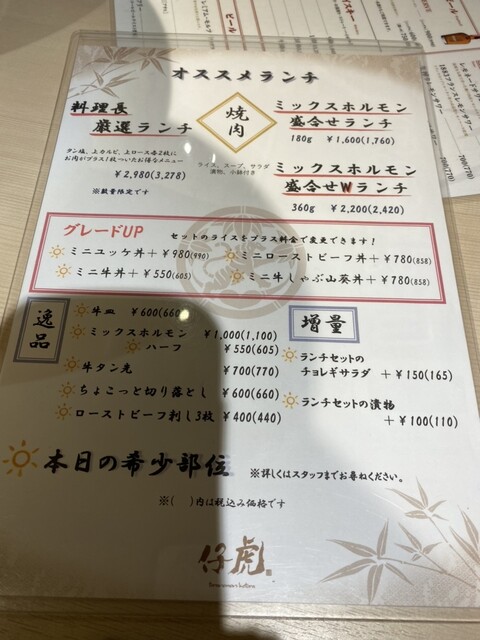 オススメランチ
料理長
厳選ランチ
タン塩、上カルビ、上ロース各2枚に
お肉がプラス1枚ついたお得なメニュー
¥2,980(3,278)
※数量限定です
焼肉
ライス、スープ、サラダ
漬物、小鉢付き
ミックスホルモン
盛合せランチ
180g ¥1,600(1,760)
ミックスホルモン
盛合せWランチ
360g ¥2,200(2,420)
グレードUP セットのライスをプラス料金で変更できます!
ミニユッケ丼+¥980(990)
ミニローストビーフ丼+¥780(858)
ミニ牛丼+¥550(605)
ミニ牛しゃぶ山葵丼+¥780(858)
逸品
牛皿 ¥600(660)
ミックスホルモン ¥1,000(1,100)
ハーフ ¥550(605)
牛タン先 ¥700(770)
ちょこっと切り落とし ¥600(660)
ローストビーフ刺し3枚 ¥400(440)
増量
ランチセットの
チョレギサラダ +¥150(165)
ランチセットの漬物
+¥100(110)
本日の希少部位 ※詳しくはスタッフまでお尋ねください。
※( )内は税込み価格です
仔虎